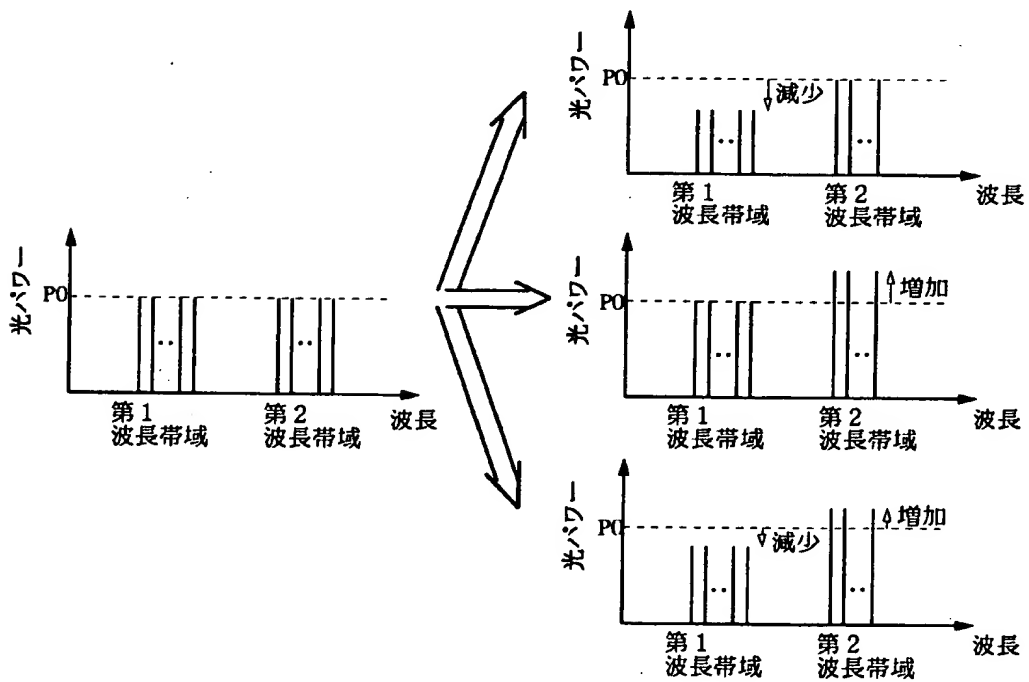 光パワー
P0
第1
波長帯域
第2
波長帯域
波長
光パワー
P0
減少
第1
波長帯域
第2
波長帯域
波長
光パワー
P0
増加
第1
波長帯域
第2
波長帯域
波長
光パワー
P0
減少
増加
第1
波長帯域
第2
波長帯域
波長